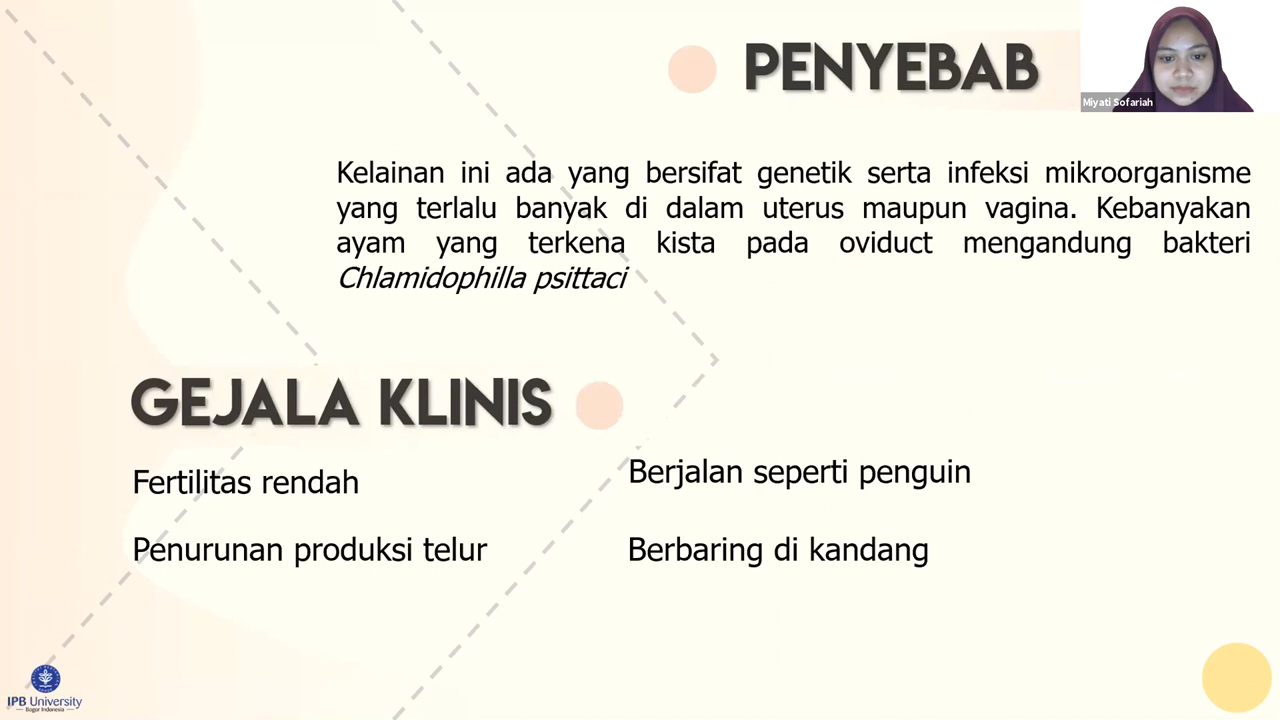 PENYEBAB
Miyati Sofariah
Kelainan ini ada yang bersifat genetik serta infeksi mikroorganisme
yang terlalu banyak di dalam uterus maupun vagina. Kebanyakan
ayam yang terkena kista pada oviduct mengandung bakteri
Chlamidophilla psittaci
GEJALA KLINIS
Fertilitas rendah
Berjalan seperti penguin
Penurunan produksi telur
Berbaring di kandang
IPB University
Bogor Indonesia